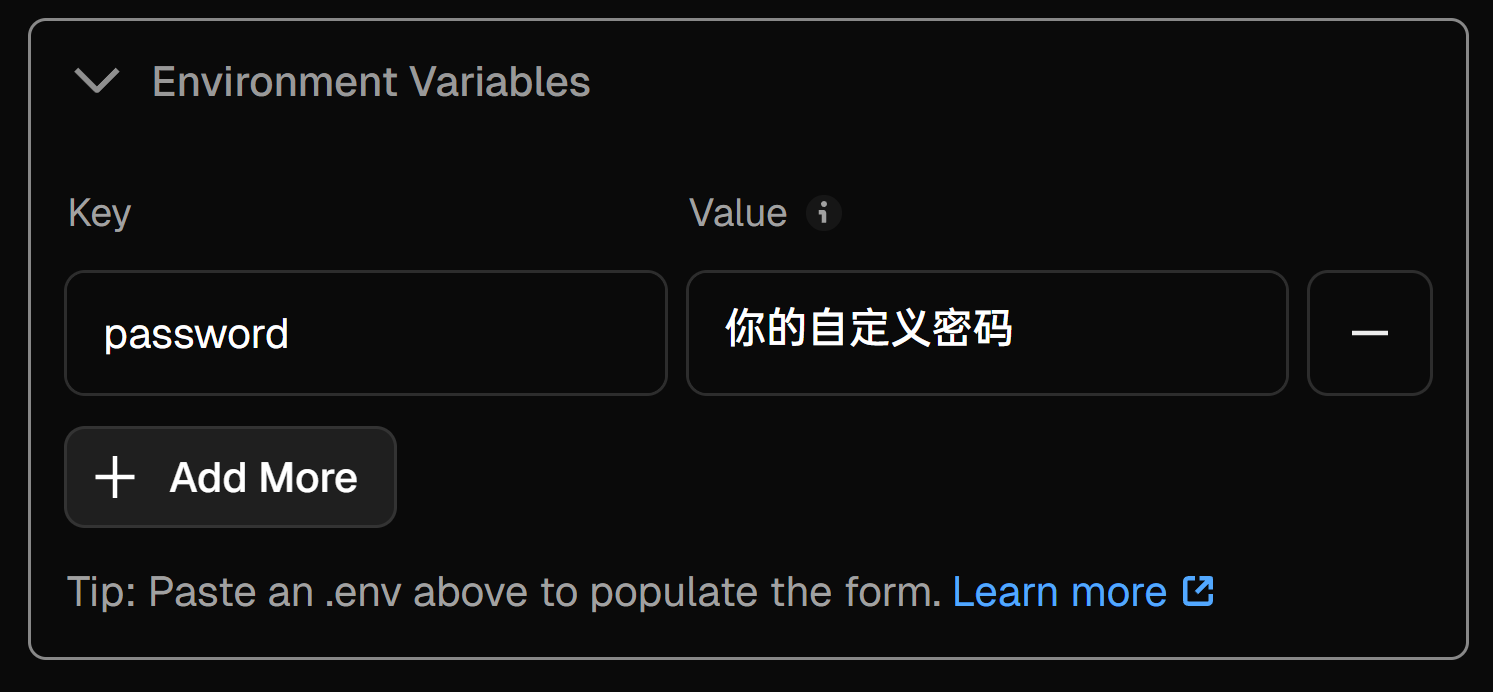 Environment Variables
Key
Value
password
你的自定义密码
Add More
Tip: Paste an .env above to populate the form. Learn more